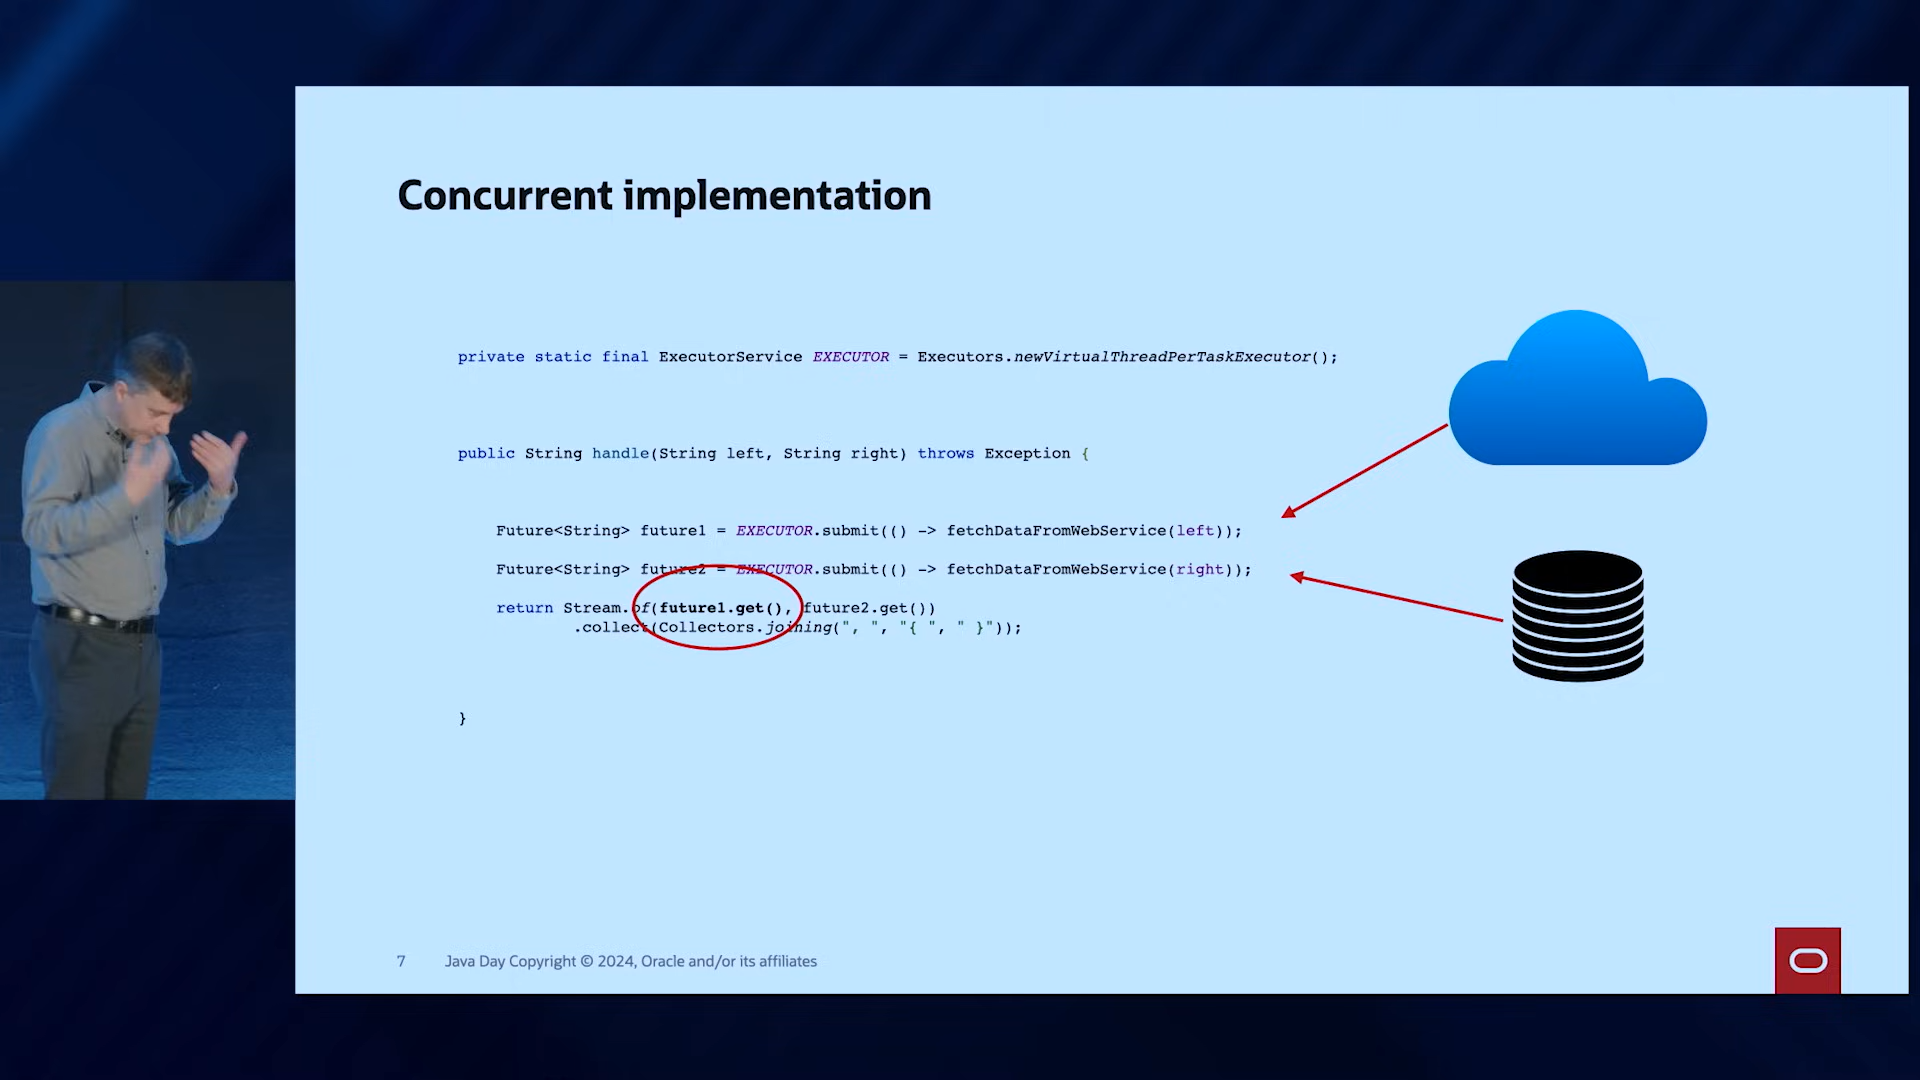 Concurrent implementation
private static final ExecutorService EXECUTOR = Executors.newVirtualThreadPerTaskExecutor();
public String handle(String left, String right) throws Exception {
Future<String> future1 = EXECUTOR.submit(() -> fetchDataFromWebService(left));
Future<String> future2 = EXECUTOR.submit(() -> fetchDataFromWebService(right));
return Stream.of(future1.get(), future2.get())
.collect(Collectors.joining(", ", "{ ", " }"));
}
7 Java Day Copyright © 2024, Oracle and/or its affiliates